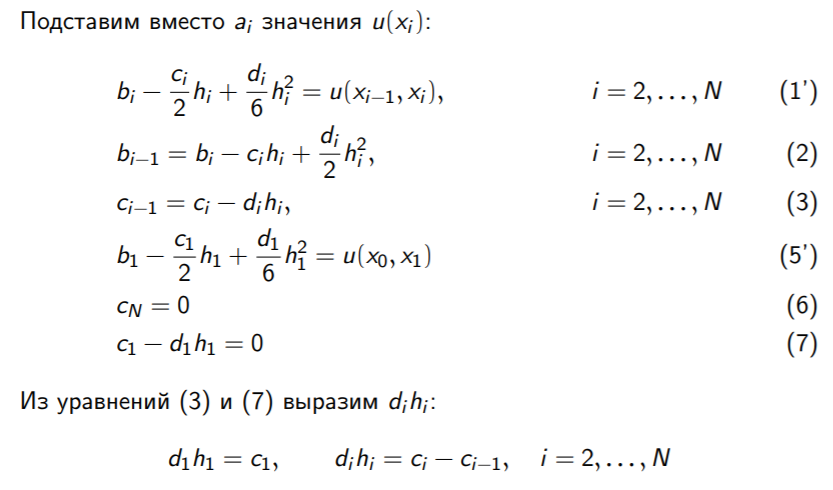 Подставим вместо a_i значения u(x_i):
b_i − c_i/2 h_i + d_i/6 h_i^2 = u(x_{i−1}, x_i), i = 2, . . . , N (1')
b_{i−1} = b_i − c_i h_i + d_i/2 h_i^2, i = 2, . . . , N (2)
c_{i−1} = c_i − d_i h_i, i = 2, . . . , N (3)
b_1 − c_1/2 h_1 + d_1/6 h_1^2 = u(x_0, x_1) (5')
c_N = 0 (6)
c_1 − d_1 h_1 = 0 (7)
Из уравнений (3) и (7) выразим d_i h_i:
d_1 h_1 = c_1, d_i h_i = c_i − c_{i−1}, i = 2, . . . , N